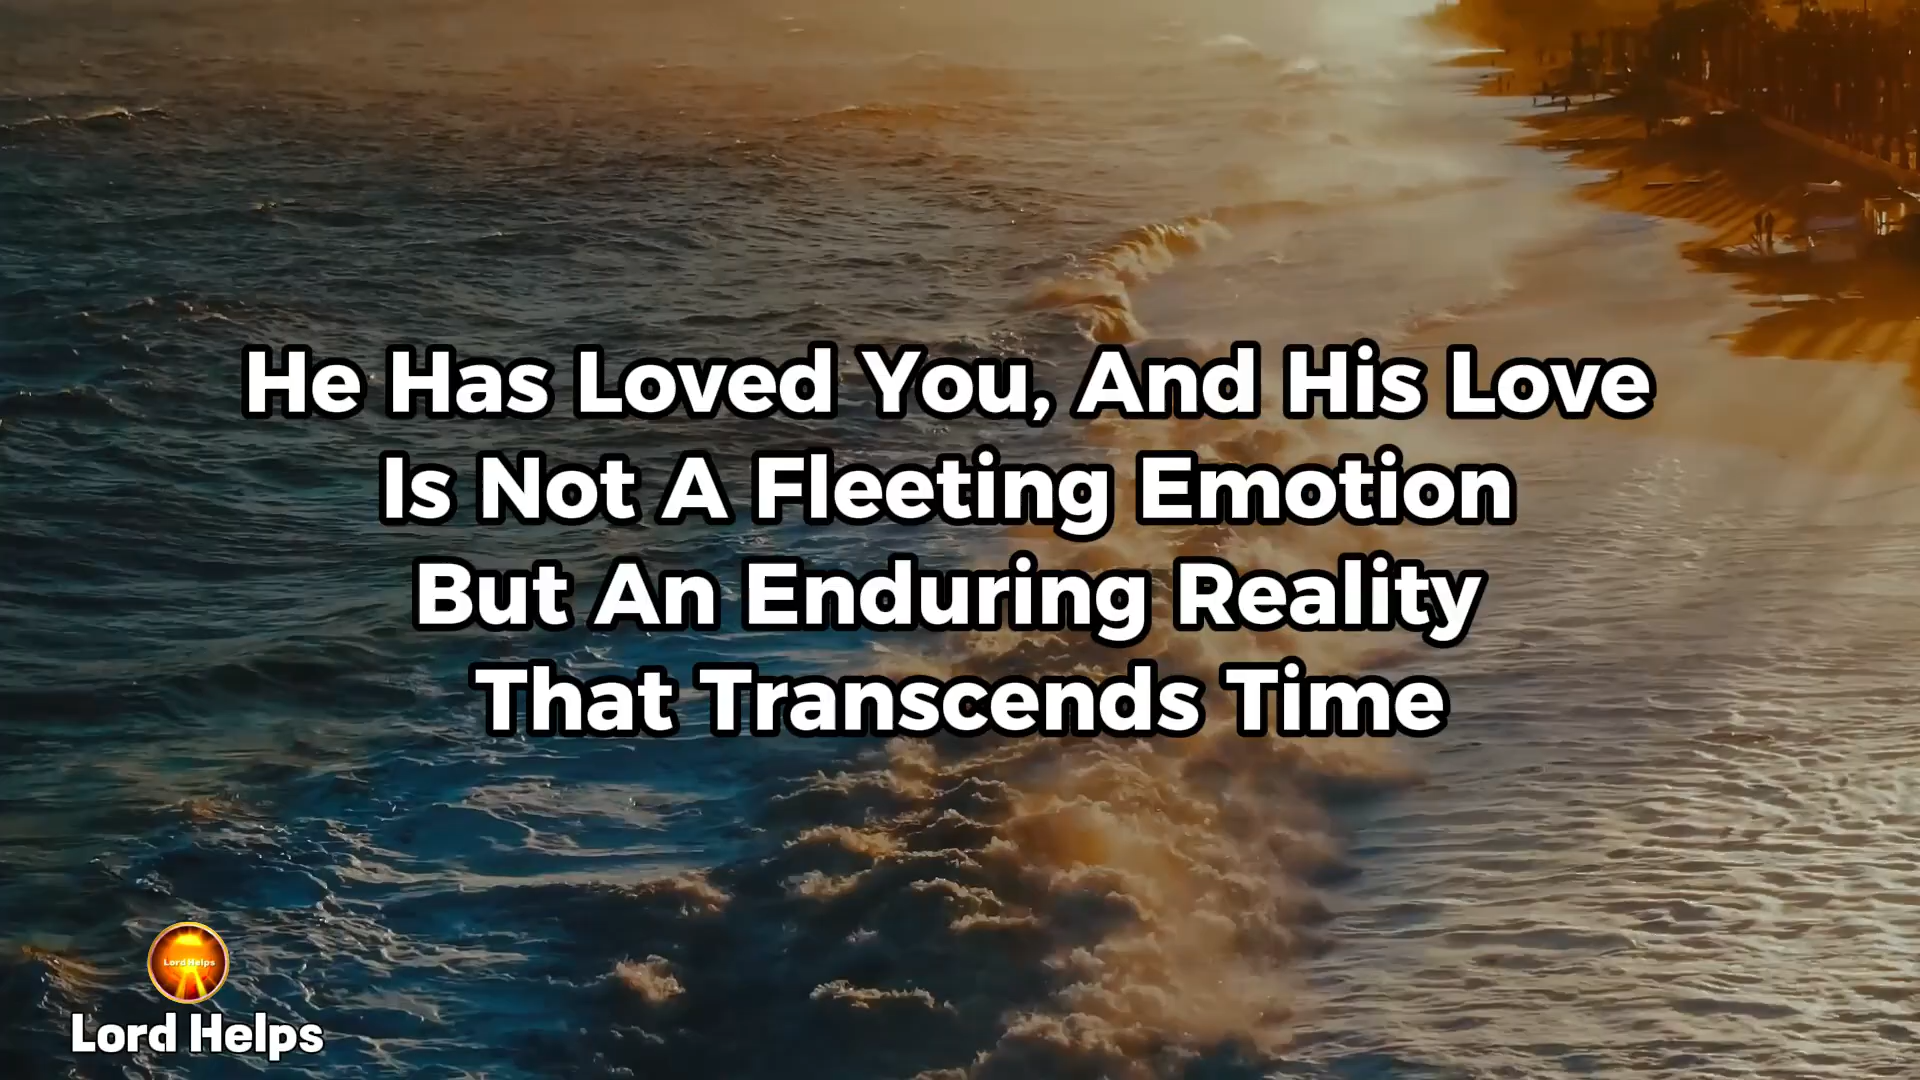 He Has Loved You, And His Love
Is Not A Fleeting Emotion
But An Enduring Reality
That Transcends Time
Lord Helps
Lord Helps